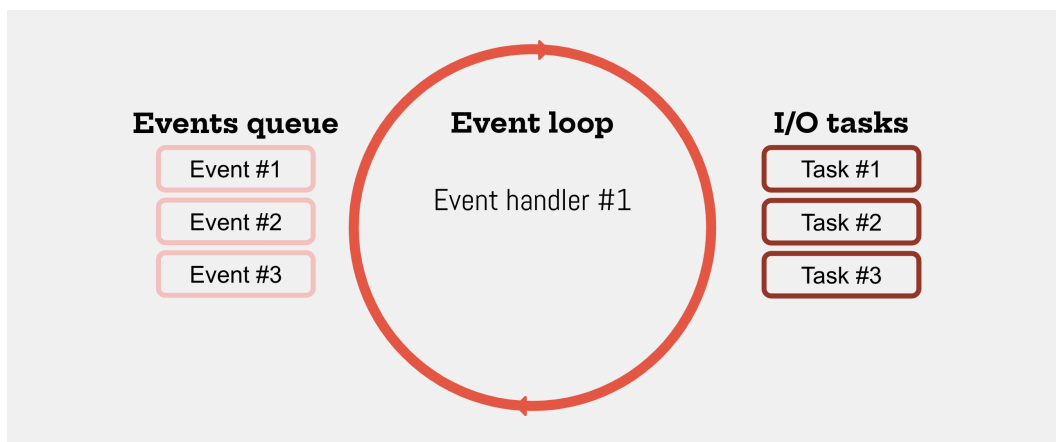 Events queue
Event #1
Event #2
Event #3
Event loop
Event handler #1
I/O tasks
Task #1
Task #2
Task #3